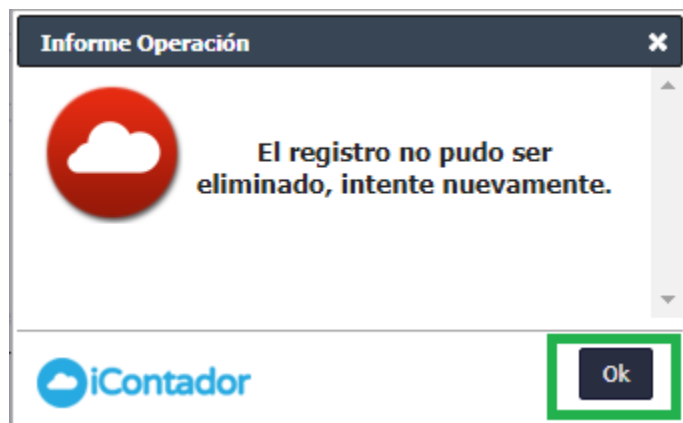 Informe Operación
El registro no pudo ser
eliminado, intente nuevamente.
iContador
Ok